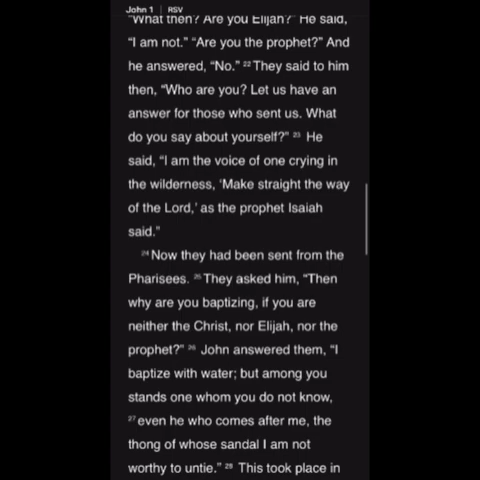 John 1 | RSV
"What then? Are you Elijah?" He said,
"I am not." "Are you the prophet?" And
he answered, "No." 22 They said to him
then, "Who are you? Let us have an
answer for those who sent us. What
do you say about yourself?" 23 He
said, "I am the voice of one crying in
the wilderness, 'Make straight the way
of the Lord,' as the prophet Isaiah
said."
24 Now they had been sent from the
Pharisees. 25 They asked him, "Then
why are you baptizing, if you are
neither the Christ, nor Elijah, nor the
prophet?" 26 John answered them, "I
baptize with water; but among you
stands one whom you do not know,
27 even he who comes after me, the
thong of whose sandal I am not
worthy to untie." 28 This took place in